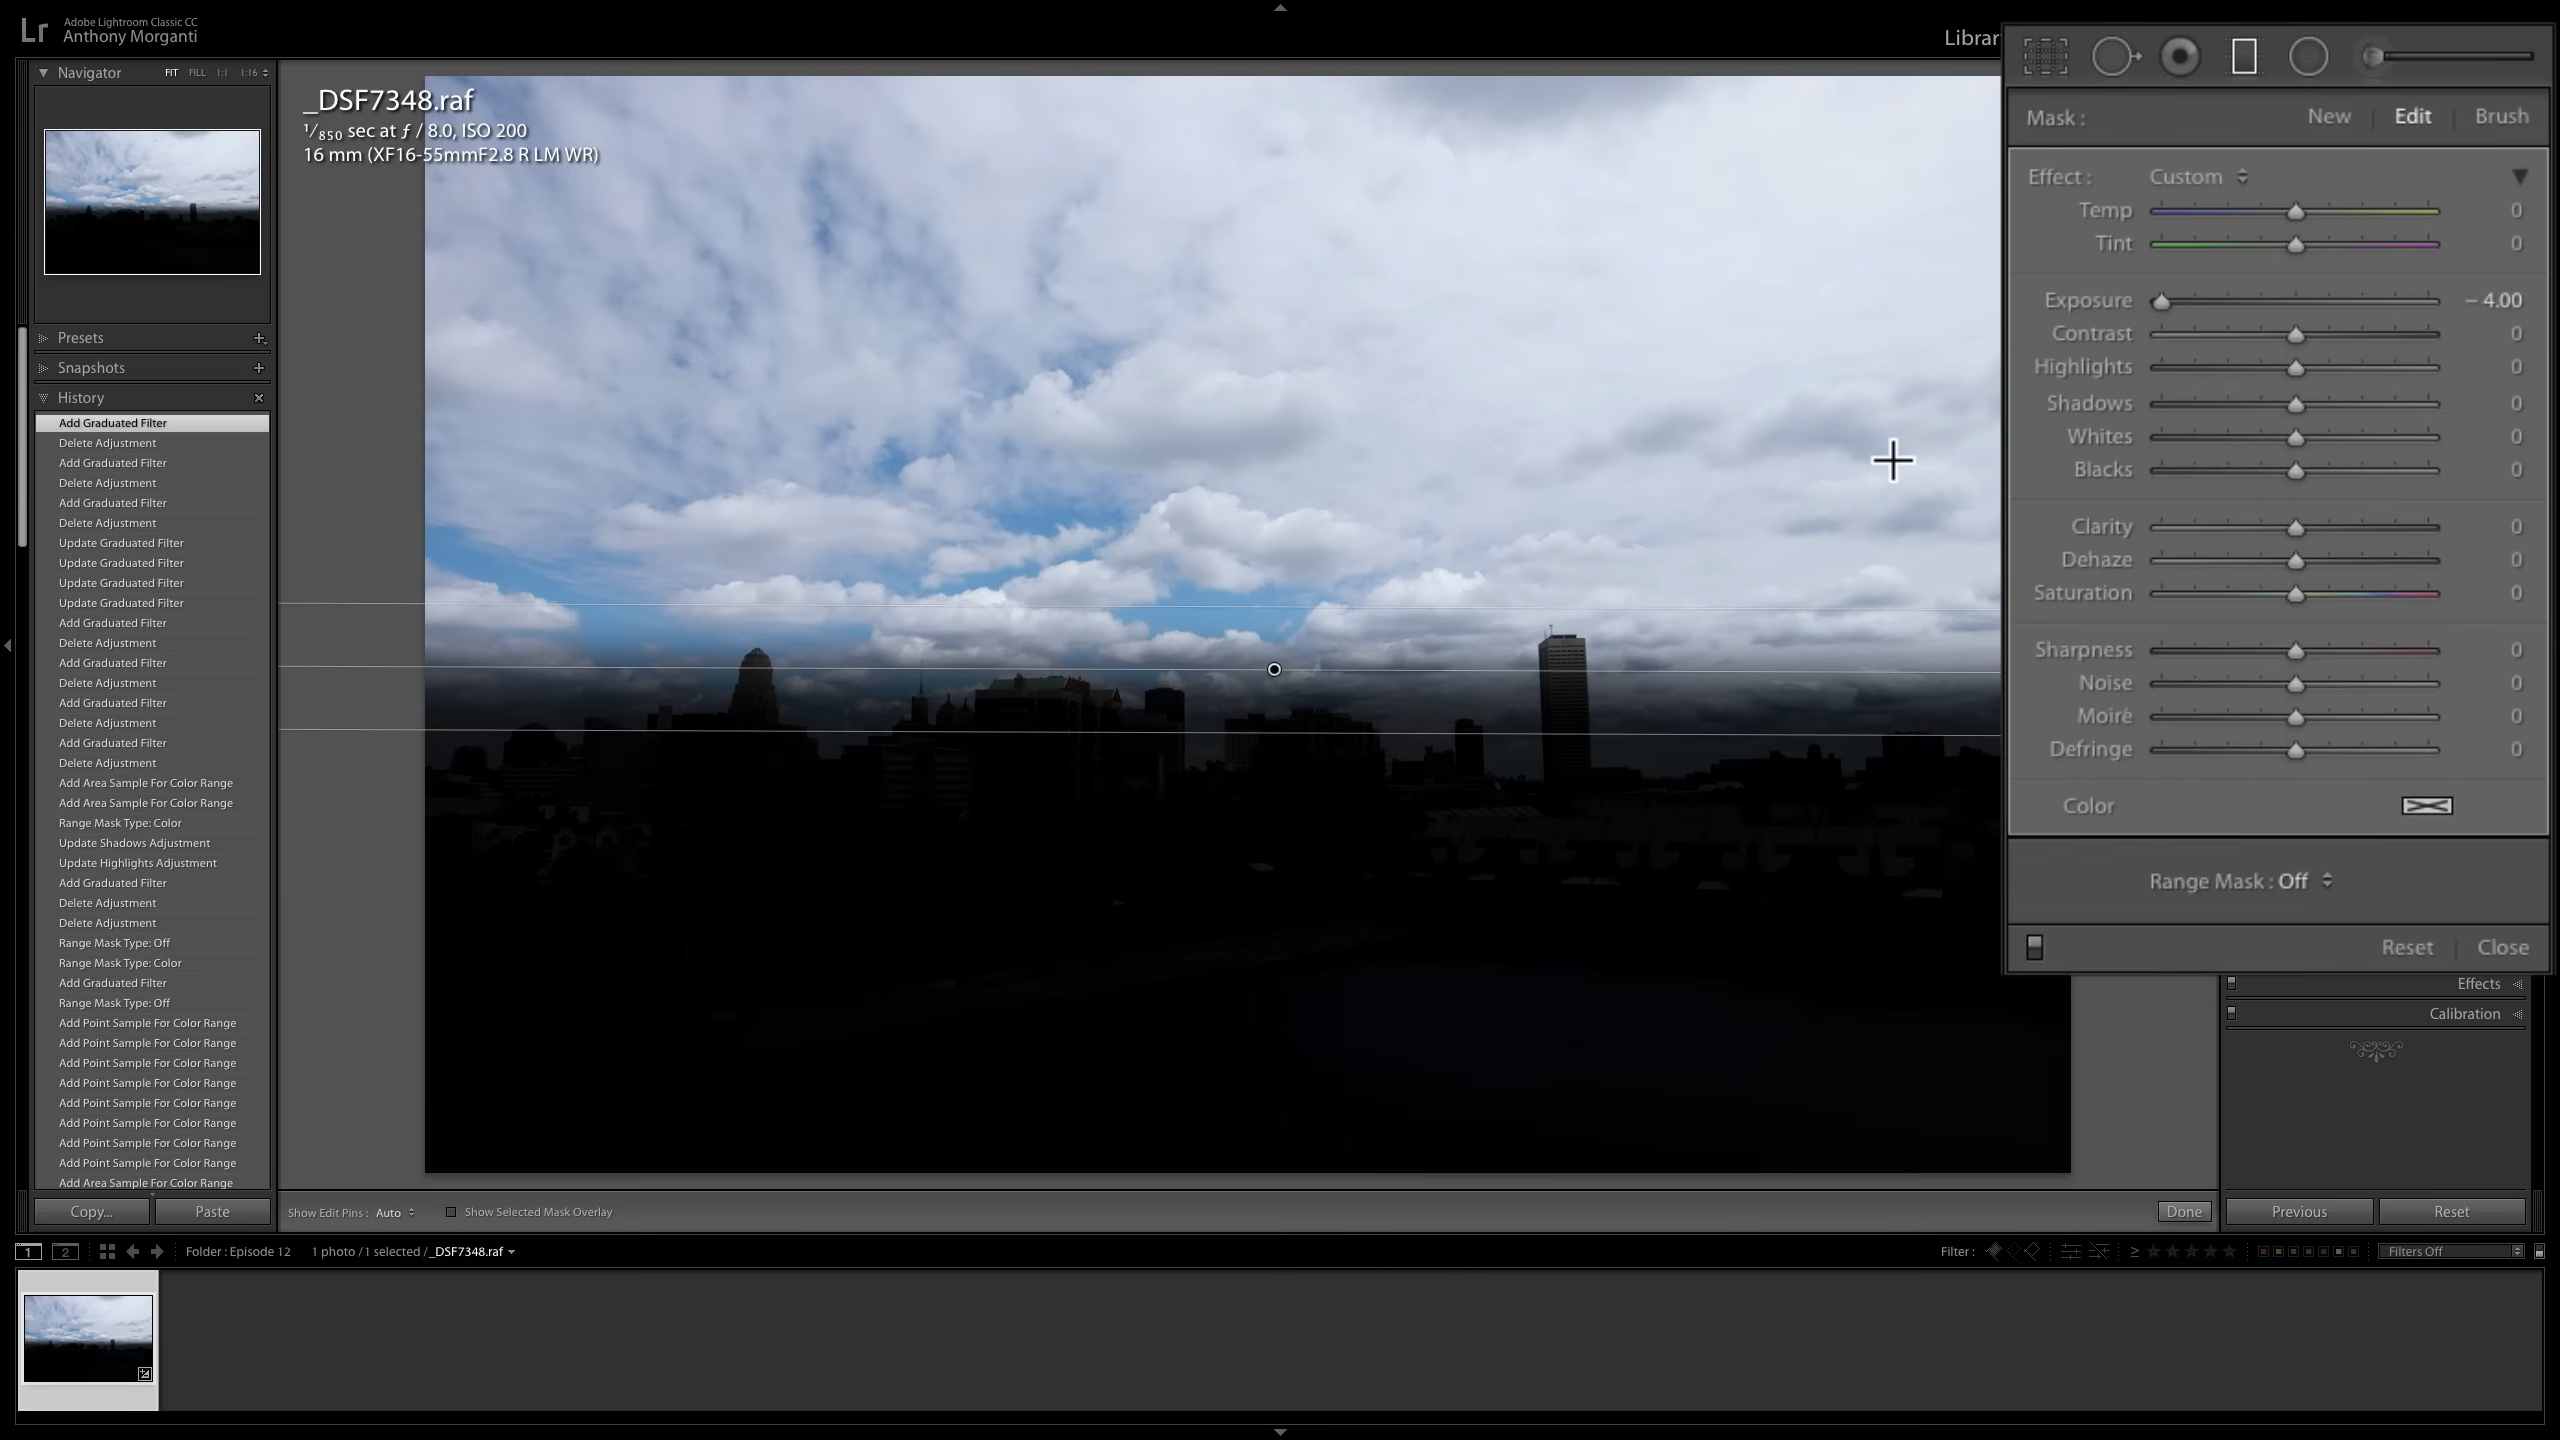 Lr
Adobe Lightroom Classic CC
Anthony Morganti
Navigator FIT FILL 1:1 1:16
_DSF7348.raf
1/850 sec at ƒ / 8.0, ISO 200
16 mm (XF16-55mmF2.8 R LM WR)
Presets
Snapshots
History
Add Graduated Filter
Delete Adjustment
Add Graduated Filter
Delete Adjustment
Add Graduated Filter
Delete Adjustment
Update Graduated Filter
Update Graduated Filter
Update Graduated Filter
Update Graduated Filter
Add Graduated Filter
Delete Adjustment
Add Graduated Filter
Delete Adjustment
Add Graduated Filter
Delete Adjustment
Add Graduated Filter
Delete Adjustment
Add Area Sample For Color Range
Add Area Sample For Color Range
Range Mask Type: Color
Update Shadows Adjustment
Update Highlights Adjustment
Add Graduated Filter
Delete Adjustment
Delete Adjustment
Range Mask Type: Off
Range Mask Type: Color
Add Graduated Filter
Range Mask Type: Off
Add Point Sample For Color Range
Add Point Sample For Color Range
Add Point Sample For Color Range
Add Point Sample For Color Range
Add Point Sample For Color Range
Add Point Sample For Color Range
Add Point Sample For Color Range
Add Point Sample For Color Range
Add Area Sample For Color Range
Copy... Paste
Show Edit Pins : Auto Show Selected Mask Overlay Done
Librar
Mask : New Edit Brush
Effect : Custom
Temp 0
Tint 0
Exposure – 4.00
Contrast 0
Highlights 0
Shadows 0
Whites 0
Blacks 0
Clarity 0
Dehaze 0
Saturation 0
Sharpness 0
Noise 0
Moiré 0
Defringe 0
Color
Range Mask : Off
Reset Close
Effects
Calibration
Previous Reset
1 2 Folder : Episode 12 1 photo / 1 selected / _DSF7348.raf Filter : ≥ Filters Off